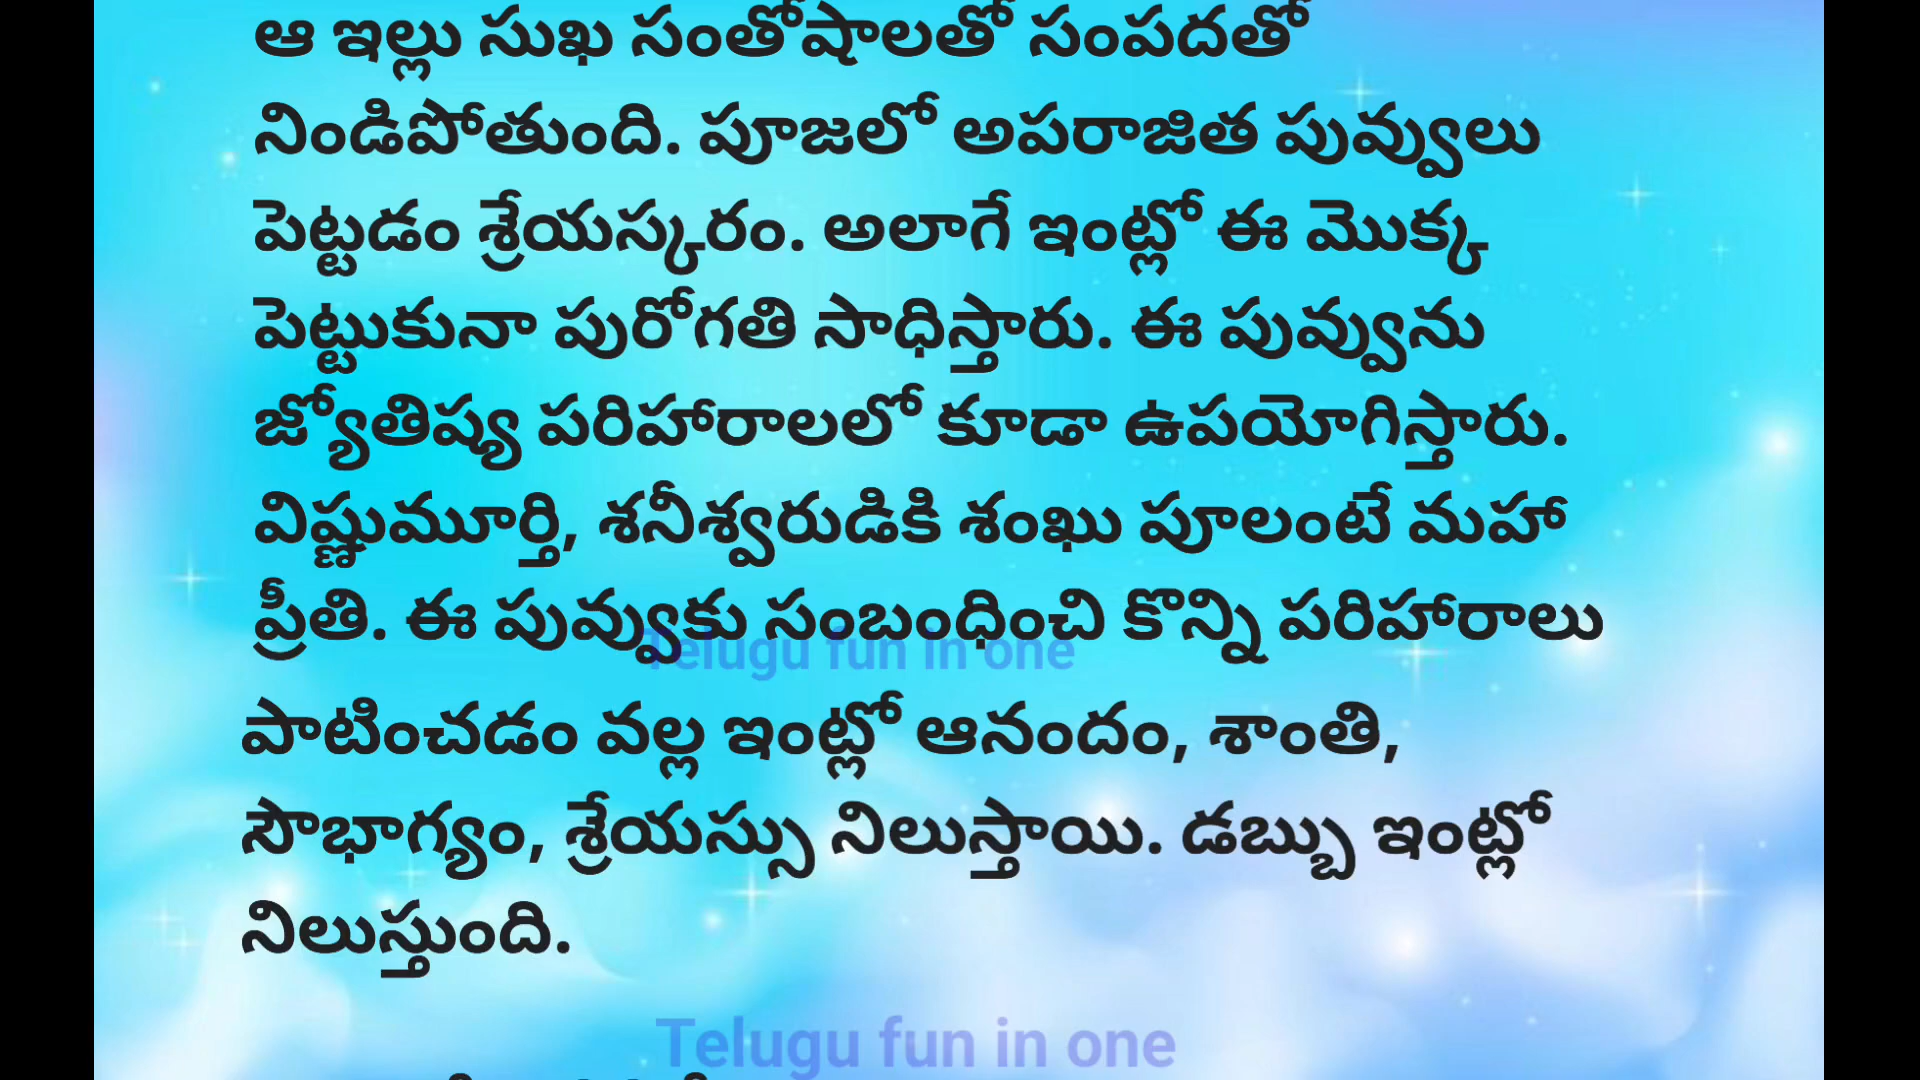 ఆ ఇల్లు సుఖ సంతోషాలతో సంపదతో
నిండిపోతుంది. పూజలో అపరాజిత పువ్వులు
పెట్టడం శ్రేయస్కరం. అలాగే ఇంట్లో ఈ మొక్క
పెట్టుకునా పురోగతి సాధిస్తారు. ఈ పువ్వును
జ్యోతిష్య పరిహారాలలో కూడా ఉపయోగిస్తారు.
విష్ణుమూర్తి, శనీశ్వరుడికి శంఖు పూలంటే మహా
ప్రీతి. ఈ పువ్వుకు సంబంధించి కొన్ని పరిహారాలు
Telugu fun in one
పాటించడం వల్ల ఇంట్లో ఆనందం, శాంతి,
సౌభాగ్యం, శ్రేయస్సు నిలుస్తాయి. డబ్బు ఇంట్లో
నిలుస్తుంది.
Telugu fun in one